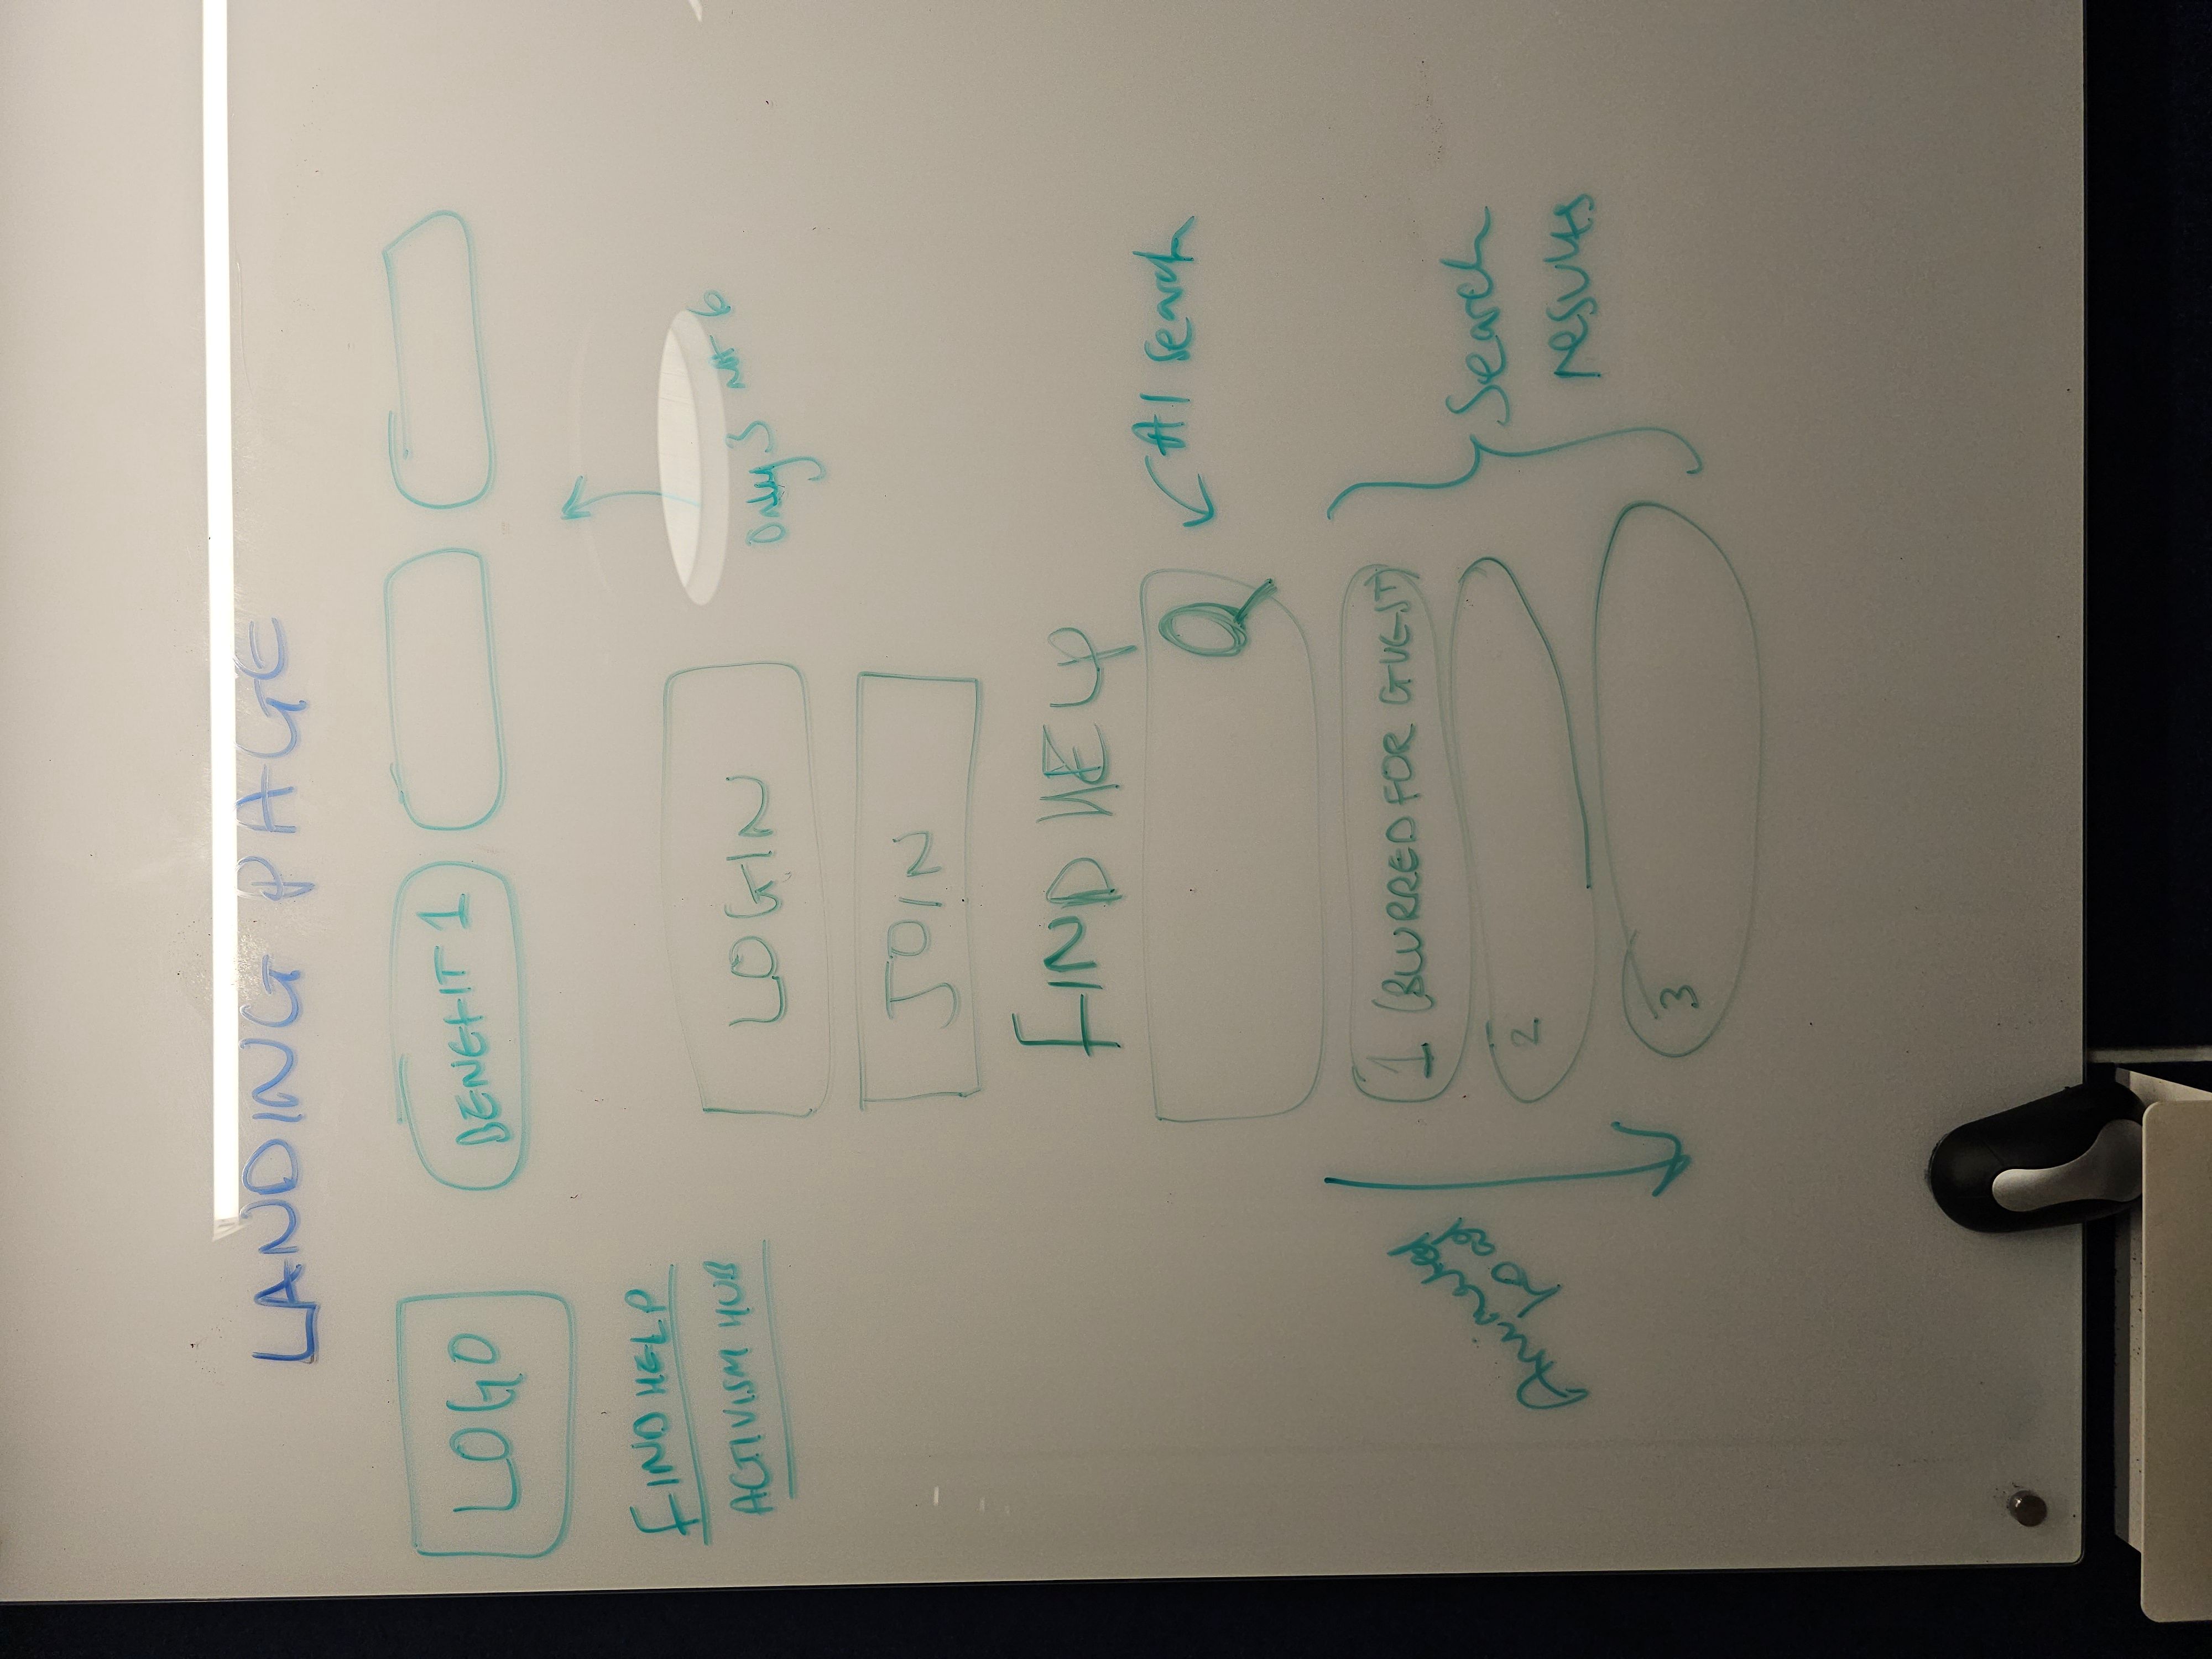 LANDING PAGE
LOGO
BENEFIT 1
FIND HELP
ACTIVISM HUB
Only 3 not 6
LOGIN
JOIN
FIND HELP
AI search
1 (BLURRED FOR GUEST)
2
3
Animated
Load
Search
results